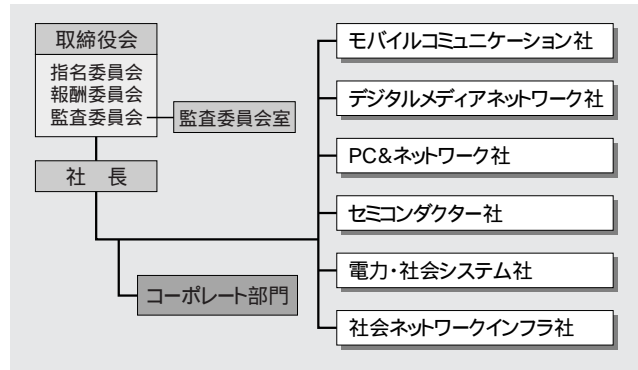 取締役会
指名委員会
報酬委員会
監査委員会
監査委員会室
社　長
コーポレート部門
モバイルコミュニケーション社
デジタルメディアネットワーク社
PC&ネットワーク社
セミコンダクター社
電力・社会システム社
社会ネットワークインフラ社